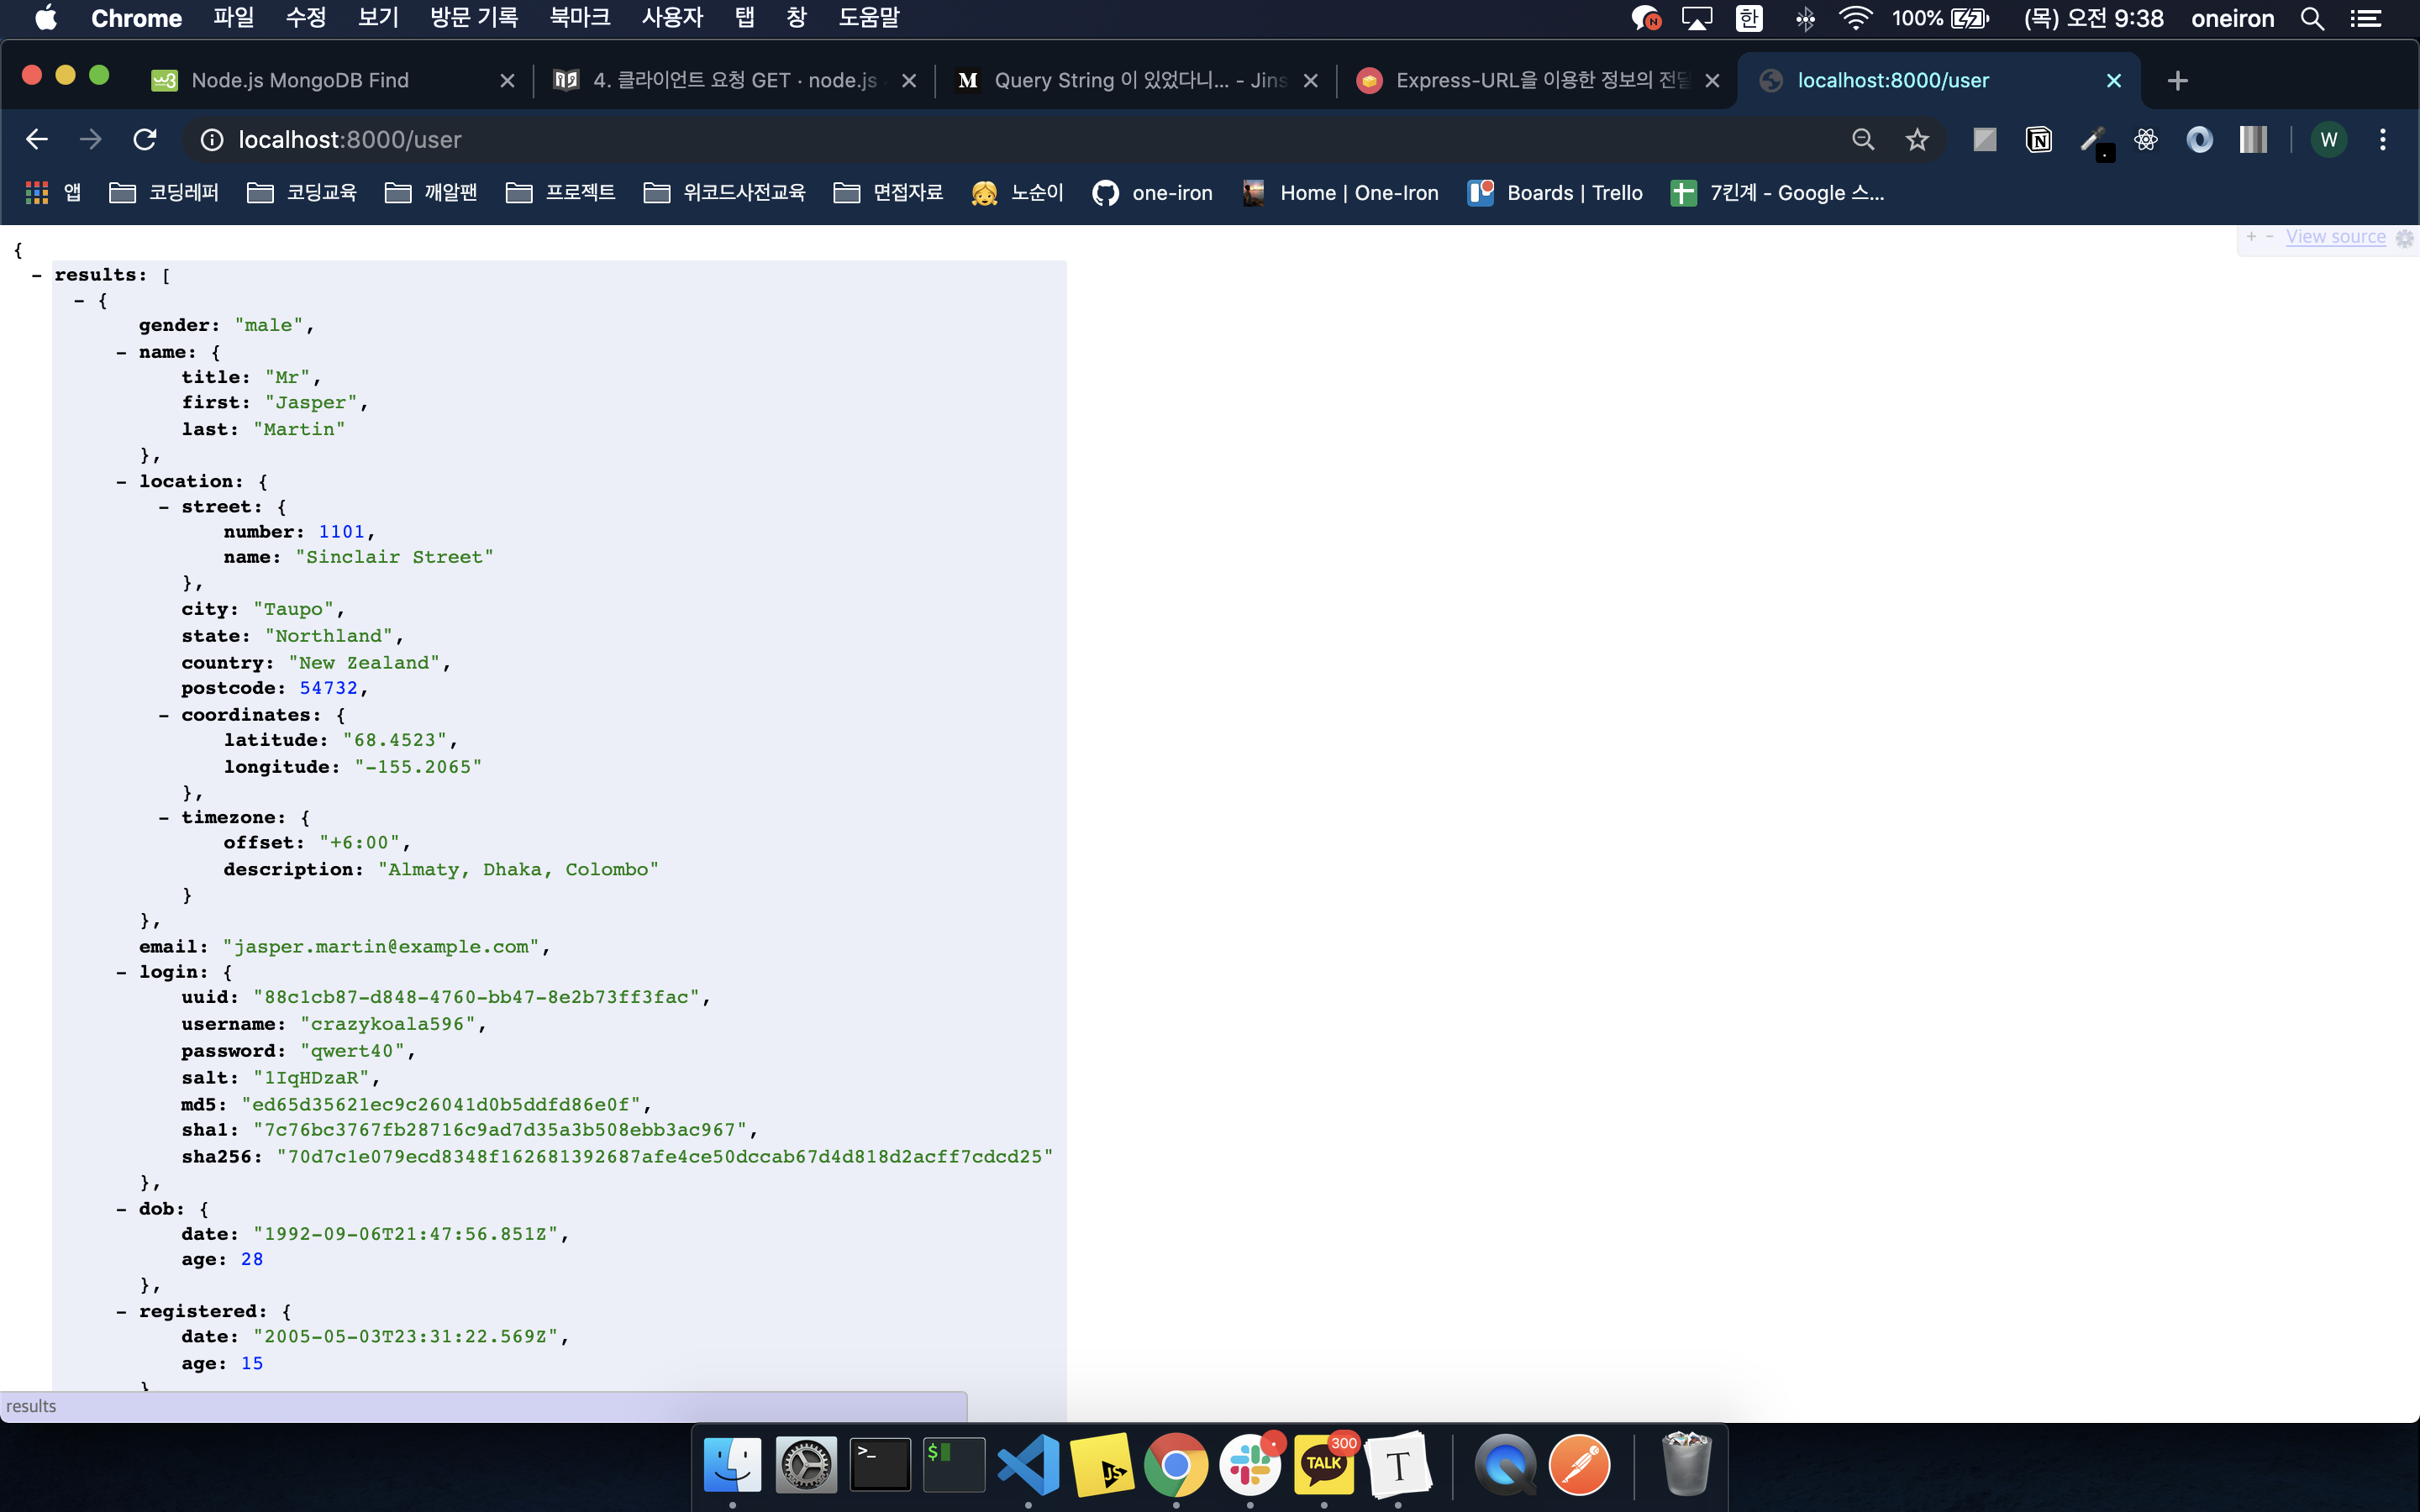 Chrome 파일 수정 보기 방문 기록 북마크 사용자 탭 창 도움말 한 100% (목) 오전 9:38 oneiron
Node.js MongoDB Find 4. 클라이언트 요청 GET · node.js Query String 이 있었다니... - Jins Express-URL을 이용한 정보의 전달 localhost:8000/user
localhost:8000/user W
앱 코딩레퍼 코딩교육 깨알팬 프로젝트 위코드사전교육 면접자료 노순이 one-iron Home | One-Iron Boards | Trello 7킨계 - Google 스...
+ - View source
{
- results: [
- {
gender: "male",
- name: {
title: "Mr",
first: "Jasper",
last: "Martin"
},
- location: {
- street: {
number: 1101,
name: "Sinclair Street"
},
city: "Taupo",
state: "Northland",
country: "New Zealand",
postcode: 54732,
- coordinates: {
latitude: "68.4523",
longitude: "-155.2065"
},
- timezone: {
offset: "+6:00",
description: "Almaty, Dhaka, Colombo"
}
},
email: "jasper.martin@example.com",
- login: {
uuid: "88c1cb87-d848-4760-bb47-8e2b73ff3fac",
username: "crazykoala596",
password: "qwert40",
salt: "1IqHDzaR",
md5: "ed65d35621ec9c26041d0b5ddfd86e0f",
sha1: "7c76bc3767fb28716c9ad7d35a3b508ebb3ac967",
sha256: "70d7c1e079ecd8348f162681392687afe4ce50dccab67d4d818d2acff7cdcd25"
},
- dob: {
date: "1992-09-06T21:47:56.851Z",
age: 28
},
- registered: {
date: "2005-05-03T23:31:22.569Z",
age: 15
}
results
>_ $ JS TALK 300 T